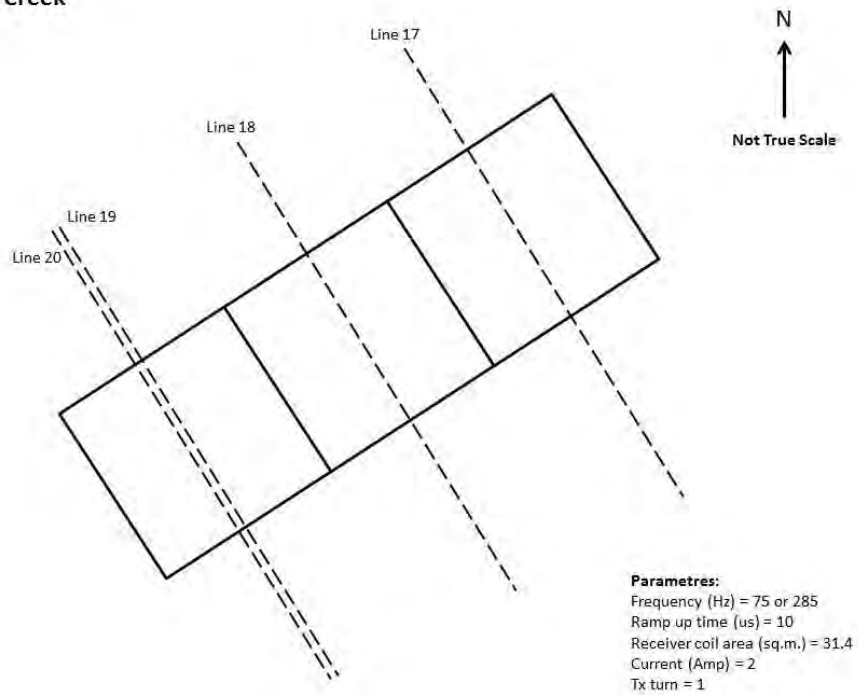 Line 17
N
Not True Scale
Line 18
Line 19
Line 20
Parametres:
Frequency (Hz) = 75 or 285
Ramp up time (us) = 10
Receiver coil area (sq.m.) = 31.4
Current (Amp) = 2
Tx turn = 1